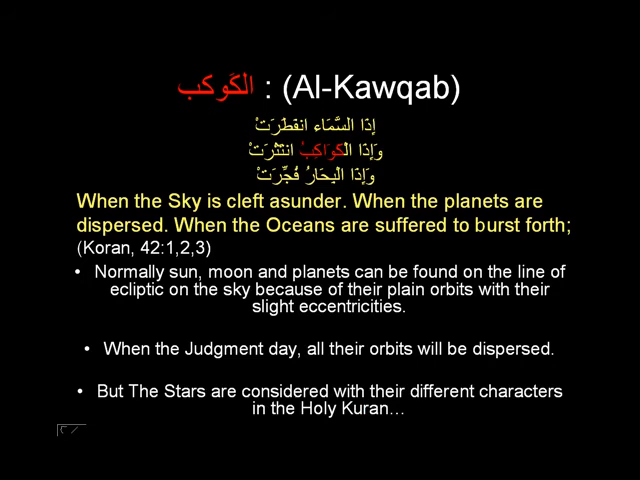 الكَوكب : (Al-Kawqab)
إِذَا السَّمَاء انفَطَرَتْ
وَإِذَا الْكَوَاكِبُ انتَثَرَتْ
وَإِذَا الْبِحَارُ فُجِّرَتْ
When the Sky is cleft asunder. When the planets are
dispersed. When the Oceans are suffered to burst forth;
(Koran, 42:1,2,3)
• Normally sun, moon and planets can be found on the line of
ecliptic on the sky because of their plain orbits with their
slight eccentricities.
• When the Judgment day, all their orbits will be dispersed.
• But The Stars are considered with their different characters
in the Holy Kuran…